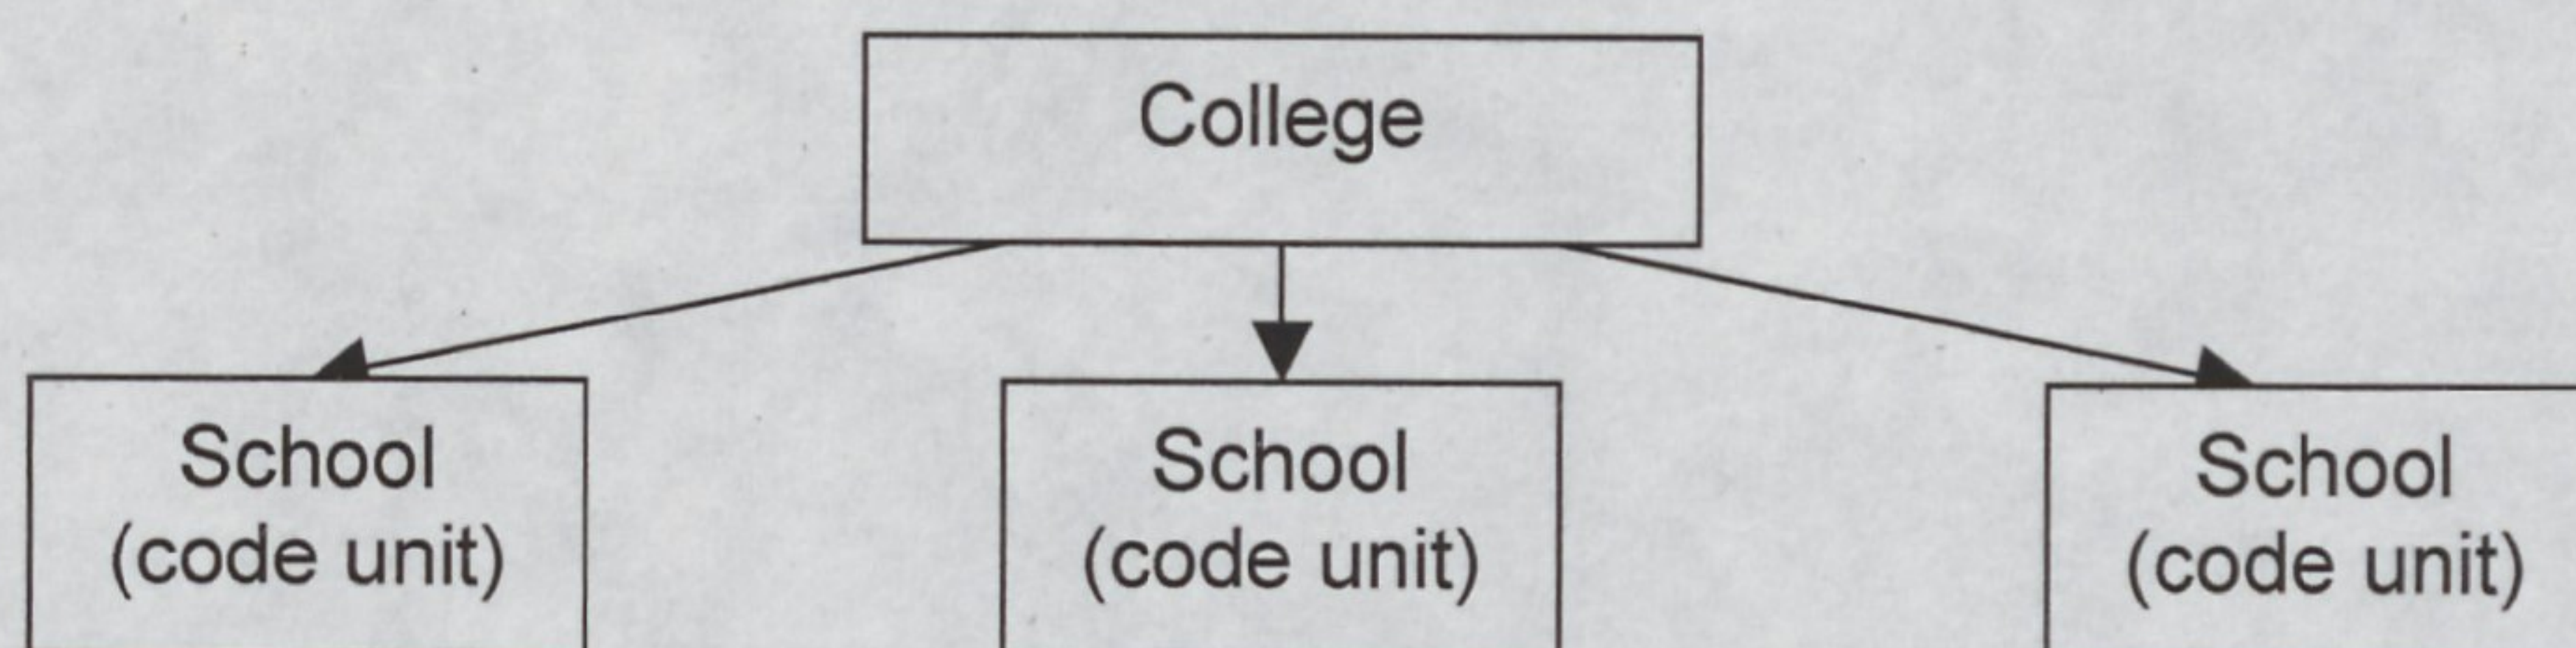 College
School
(code unit)
School
(code unit)
School
(code unit)